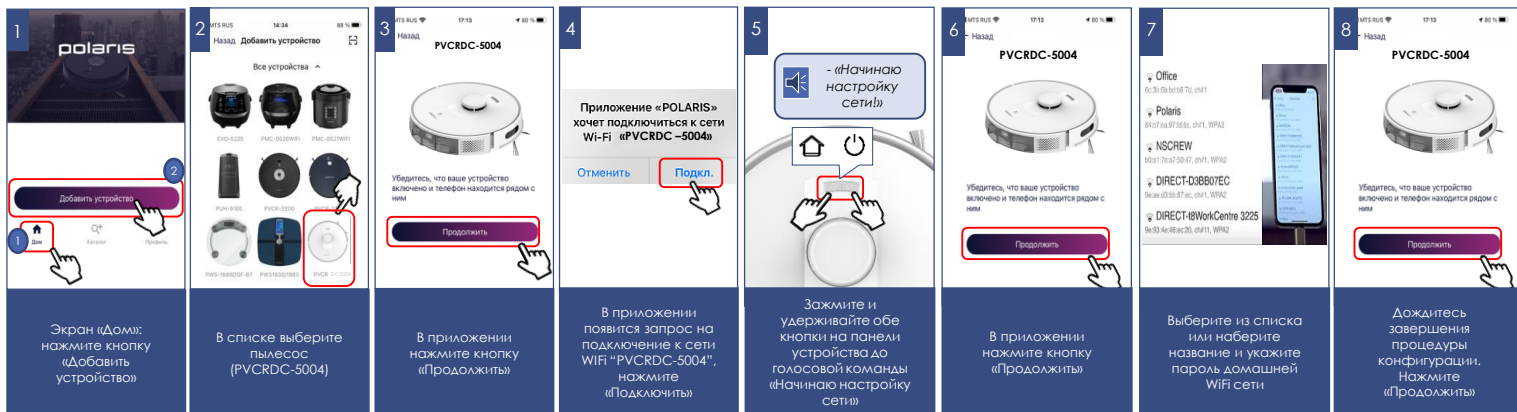 1
polaris
2
Добавить устройство
1
Дом
Каталог
Профиль
Экран «Дом»:
нажмите кнопку
«Добавить
устройство»
2
MTS RUS 14:34 88 %
Назад Добавить устройство
Все устройства
EVO-0225 PMC-0526WIFI PMC-0521WIFI
PUH-9105 PVCR-3200
PWS-1886DGF-BT PWS1830/1883 PVCR
В списке выберите
пылесос
(PVCRDC-5004)
3
MTS RUS 17:13 80 %
Назад
PVCRDC-5004
Убедитесь, что ваше устройство
включено и телефон находится рядом с
ним
Продолжить
В приложении
нажмите кнопку
«Продолжить»
4
Приложение «POLARIS»
хочет подключиться к сети
Wi-Fi «PVCRDC –5004»
Отменить Подкл.
В приложении
появится запрос на
подключение к сети
WIFi “PVCRDC-5004”,
нажмите
«Подключить»
5
- «Начинаю
настройку
сети!»
Зажмите и
удерживайте обе
кнопки на панели
устройства до
голосовой команды
«Начинаю настройку
сети»
6
MTS RUS 17:13 80 %
Назад
PVCRDC-5004
Убедитесь, что ваше устройство
включено и телефон находится рядом с
ним
Продолжить
В приложении
нажмите кнопку
«Продолжить»
7
Office
Polaris
NSCREW
DIRECT-D3BB07EC
DIRECT-t8WorkCentre 3225
Выберите из списка
или наберите
название и укажите
пароль домашней
WiFi сети
8
MTS RUS 17:13 80 %
Назад
PVCRDC-5004
Убедитесь, что ваше устройство
включено и телефон находится рядом с
ним
Продолжить
Дождитесь
завершения
процедуры
конфигурации.
Нажмите
«Продолжить»